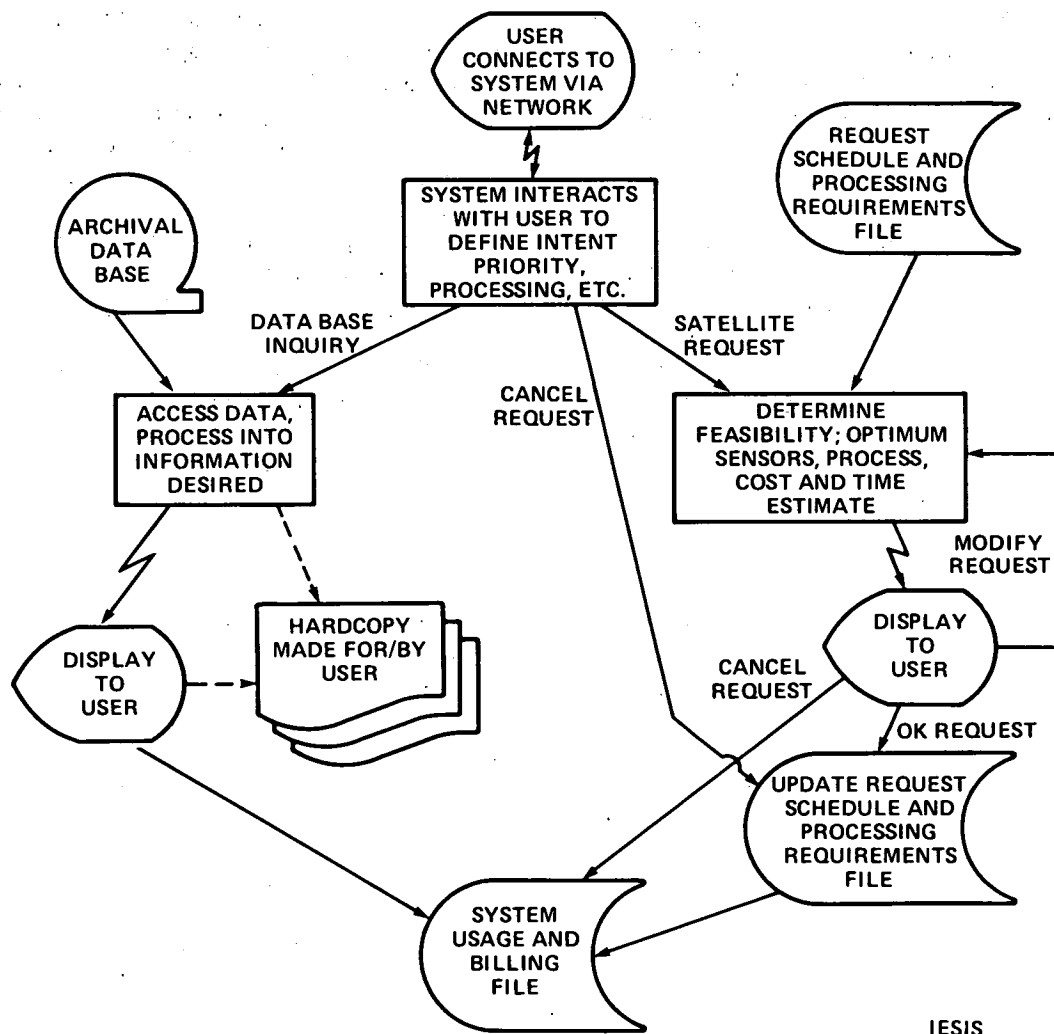 USER
CONNECTS TO
SYSTEM VIA
NETWORK
REQUEST
SCHEDULE AND
PROCESSING
REQUIREMENTS
FILE
SYSTEM INTERACTS
WITH USER TO
DEFINE INTENT
PRIORITY,
PROCESSING, ETC.
ARCHIVAL
DATA
BASE
DATA BASE
INQUIRY
SATELLITE
REQUEST
CANCEL
REQUEST
ACCESS DATA,
PROCESS INTO
INFORMATION
DESIRED
DETERMINE
FEASIBILITY; OPTIMUM
SENSORS, PROCESS,
COST AND TIME
ESTIMATE
MODIFY
REQUEST
DISPLAY
TO
USER
HARDCOPY
MADE FOR/BY
USER
DISPLAY
TO
USER
CANCEL
REQUEST
OK REQUEST
UPDATE REQUEST
SCHEDULE AND
PROCESSING
REQUIREMENTS
FILE
SYSTEM
USAGE AND
BILLING
FILE
IESIS